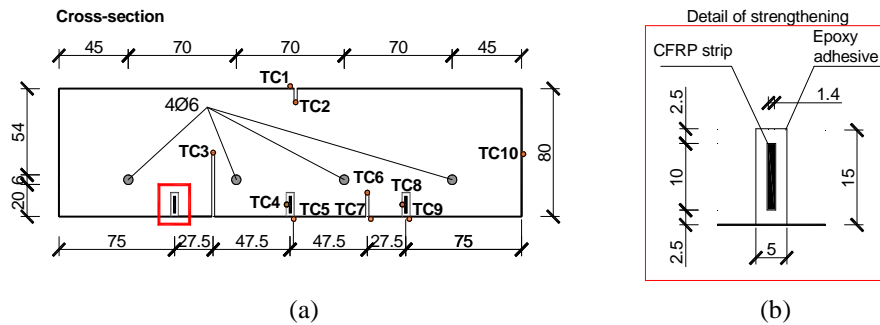 Cross-section
45 70 70 70 45
TC1
TC2
4Ø6
TC3
TC10
TC6
TC8
TC4
TC5
TC7
TC9
54
6
20
80
75 27.5 47.5 47.5 27.5 75
(a)
Detail of strengthening
CFRP strip
Epoxy
adhesive
1.4
2.5
10
2.5
15
5
(b)